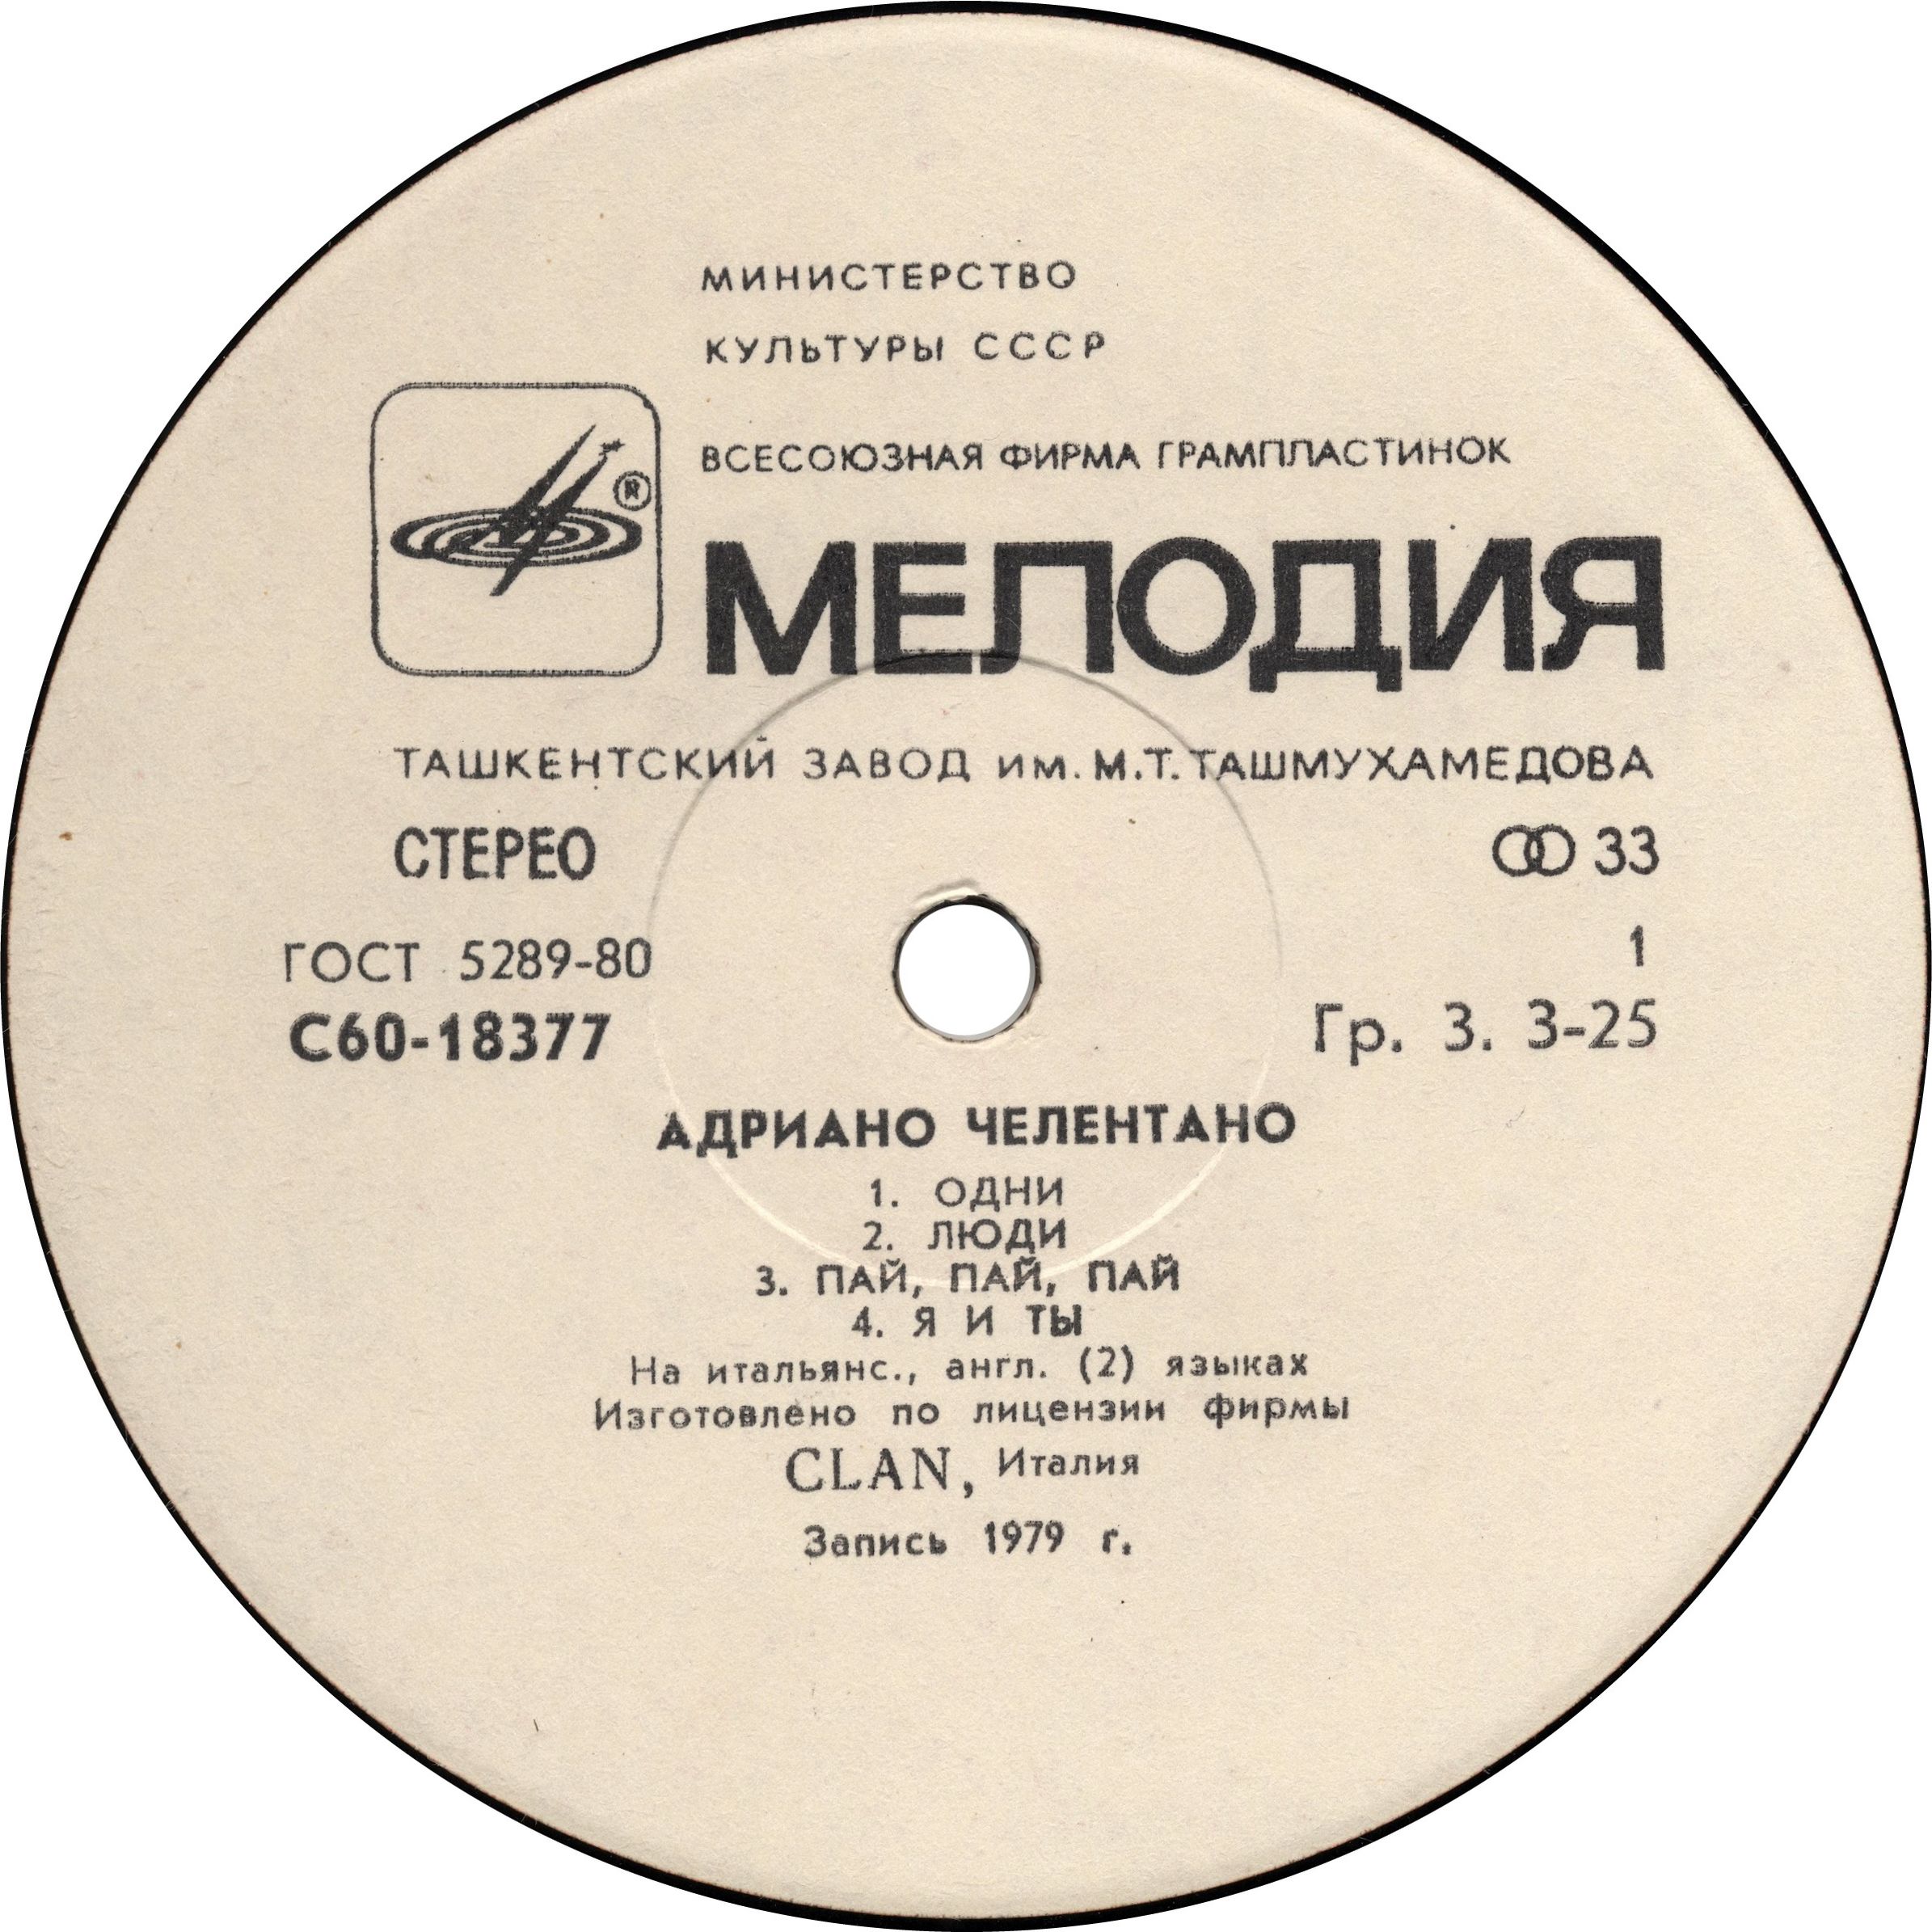 МИНИСТЕРСТВО
КУЛЬТУРЫ СССР
ВСЕСОЮЗНАЯ ФИРМА ГРАМПЛАСТИНОК
®
МЕЛОДИЯ
ТАШКЕНТСКИЙ ЗАВОД им. М.Т. ТАШМУХАМЕДОВА
СТЕРЕО 33
ГОСТ 5289-80 1
С60-18377 Гр. 3. 3-25
АДРИАНО ЧЕЛЕНТАНО
1. ОДНИ
2. ЛЮДИ
3. ПАЙ, ПАЙ, ПАЙ
4. Я И ТЫ
На итальянс., англ. (2) языках
Изготовлено по лицензии фирмы
CLAN, Италия
Запись 1979 г.